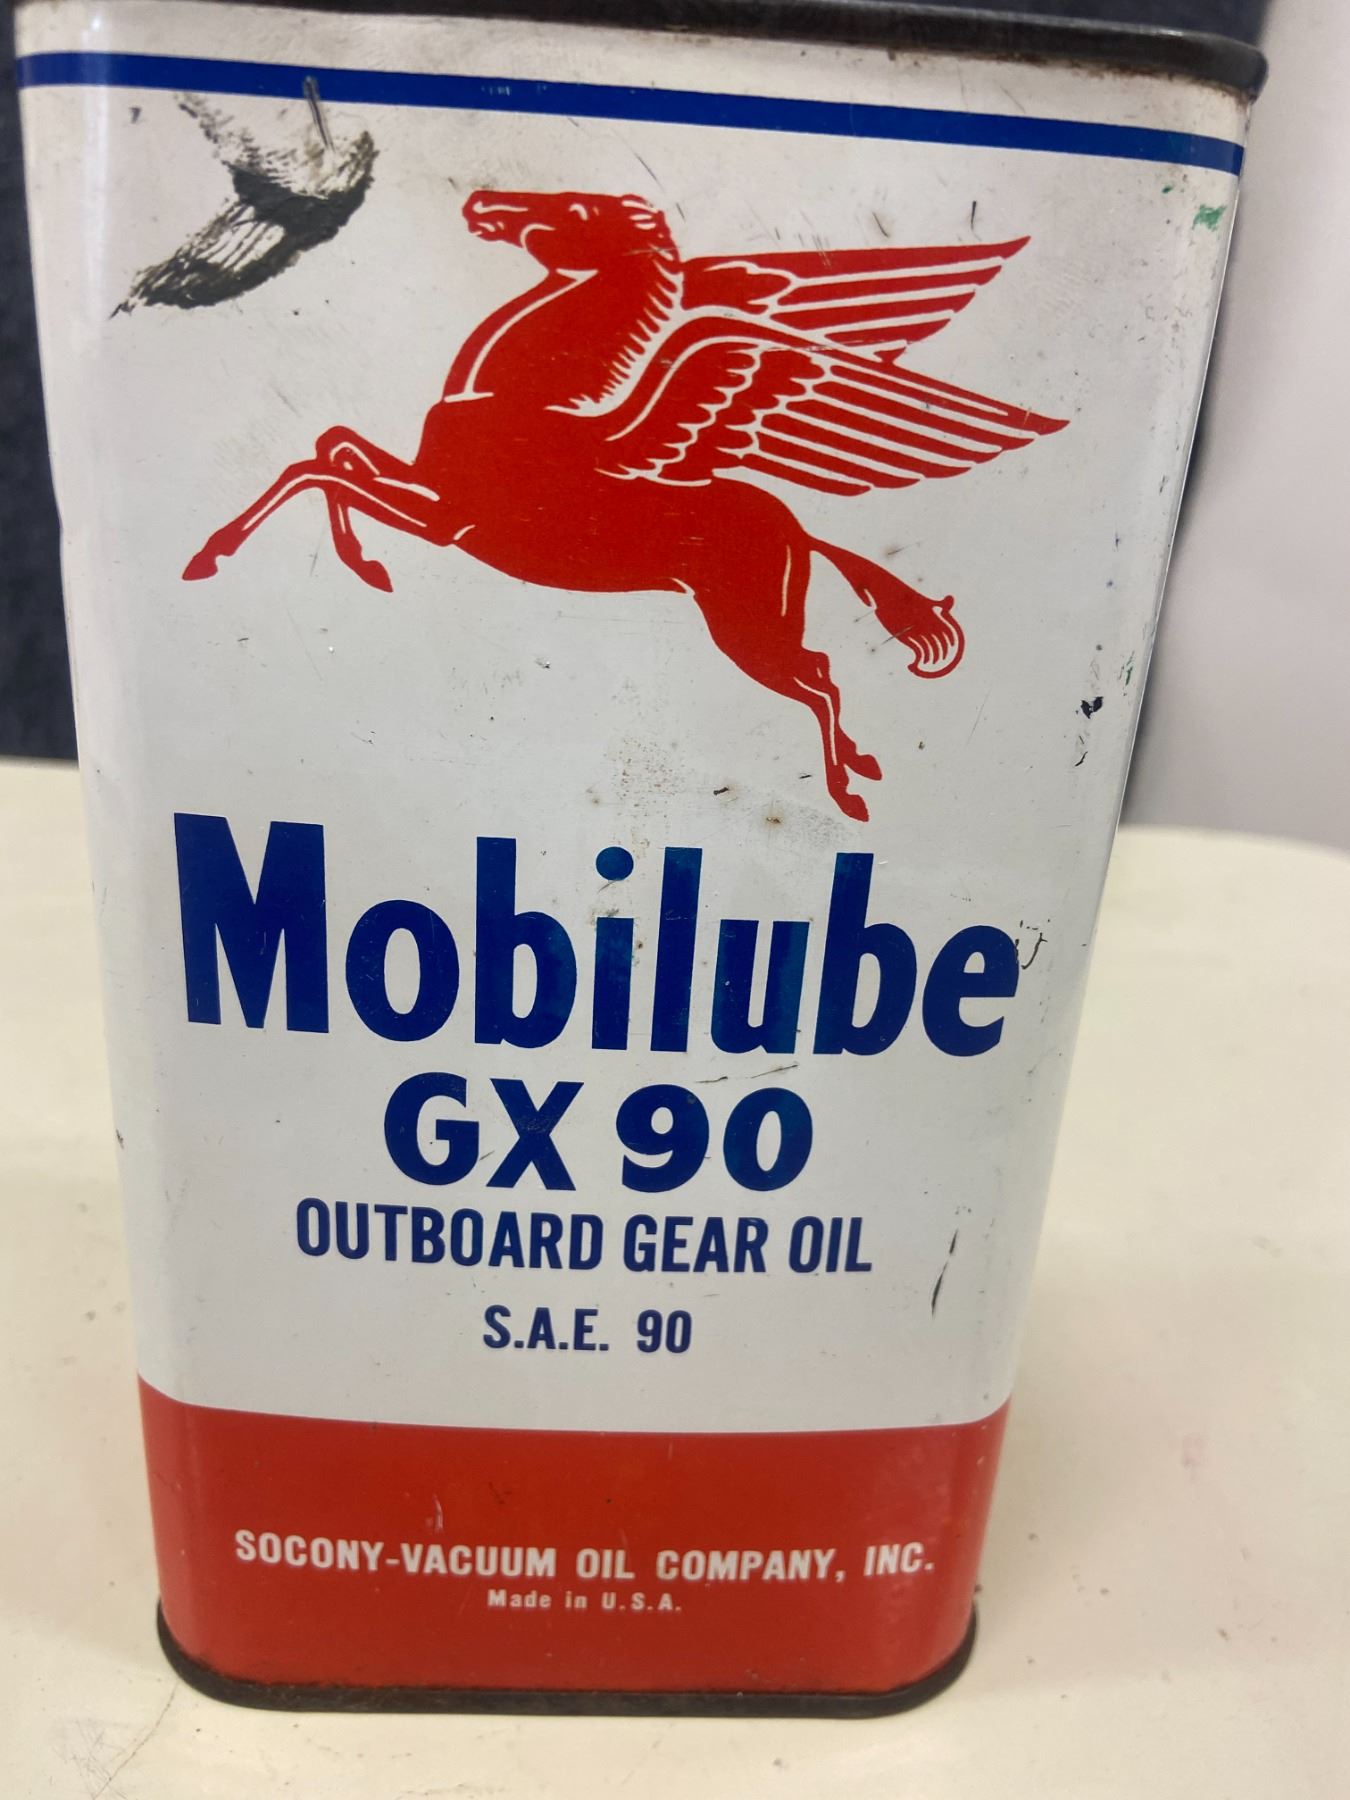 Mobilube
GX 90
OUTBOARD GEAR OIL
S.A.E. 90
SOCONY-VACUUM OIL COMPANY, INC.
Made in U.S.A.